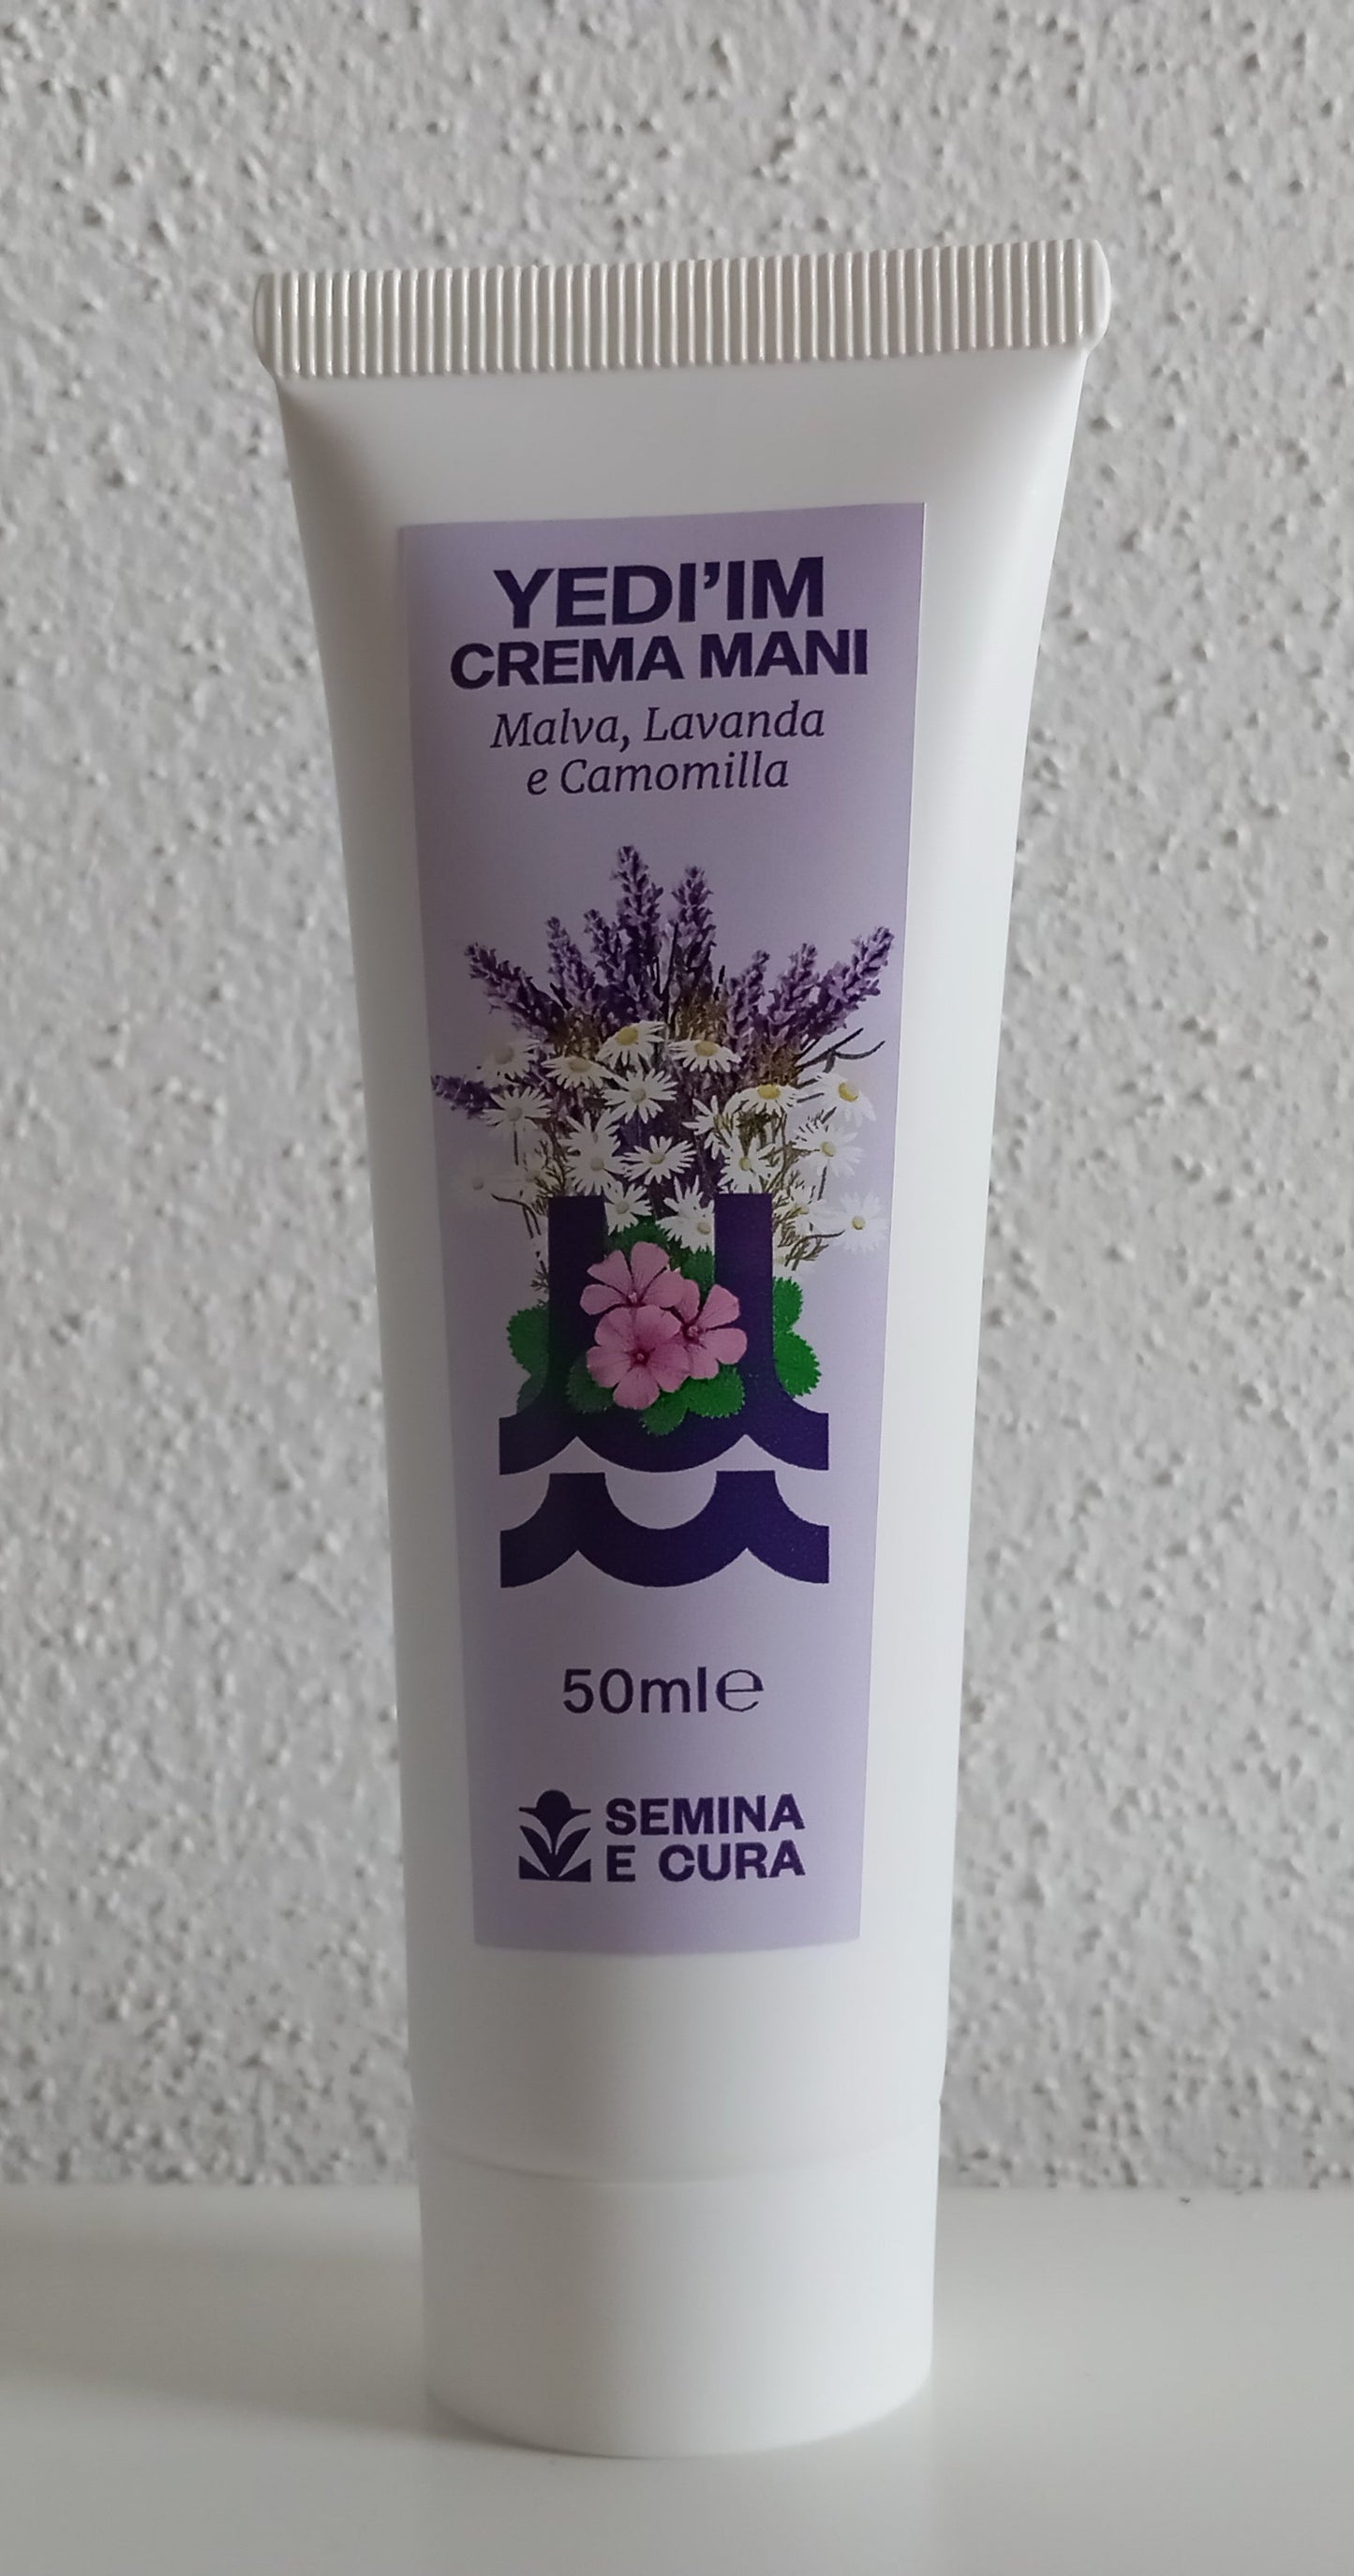 YEDI’IM
CREMA MANI
Malva, Lavanda
e Camomilla
50ml℮
SEMINA
E CURA